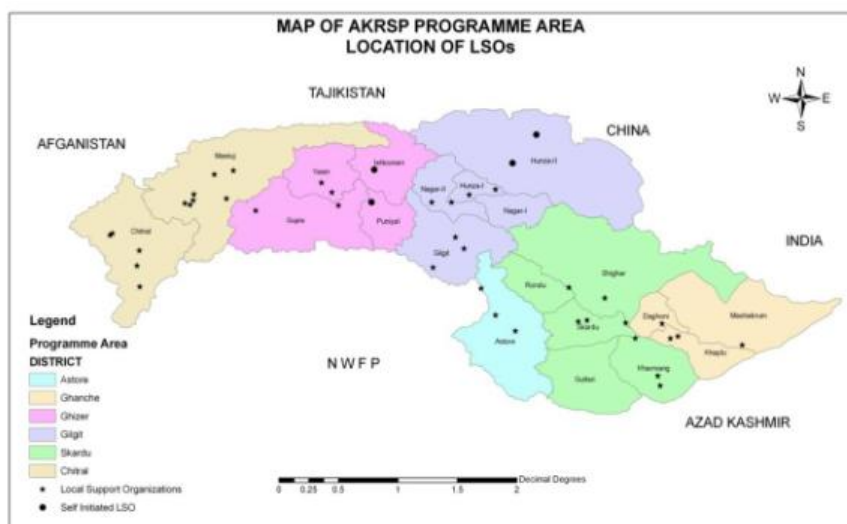 MAP OF AKRSP PROGRAMME AREA
LOCATION OF LSOs
N
W E
S
TAJIKISTAN
CHINA
AFGANISTAN
INDIA
N W F P
AZAD KASHMIR
Mastuj
Chitral
Yasin
Ishkoman
Gupis
Punyal
Hunza-II
Hunza-I
Nagar-II
Nagar-I
Gilgit
Rondu
Shighar
Skardu
Astore
Gultari
Kharmang
Daghoni
Mashabrum
Khaplu
Legend
Programme Area
DISTRICT
Astore
Ghanche
Ghizer
Gilgit
Skardu
Chitral
Local Support Organizations
Self Initiated LSO
Decimal Degrees
0 0.25 0.5 1 1.5 2